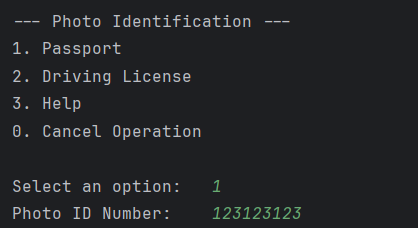 --- Photo Identification ---
1. Passport
2. Driving License
3. Help
0. Cancel Operation
Select an option: 1
Photo ID Number: 123123123